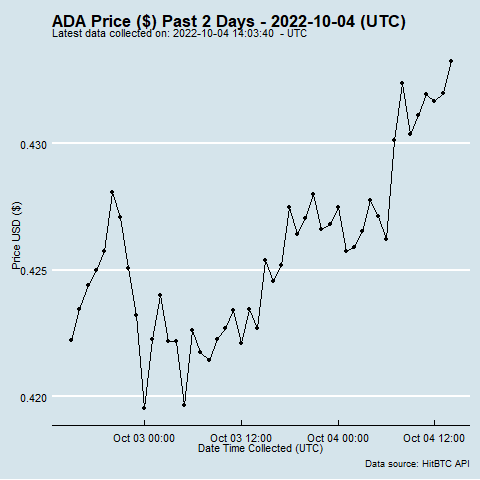 ADA Price ($) Past 2 Days - 2022-10-04 (UTC)
Latest data collected on: 2022-10-04 14:03:40  - UTC
0.430
0.425
0.420
Price USD ($)
Oct 03 00:00
Oct 03 12:00
Oct 04 00:00
Oct 04 12:00
Date Time Collected (UTC)
Data source: HitBTC API